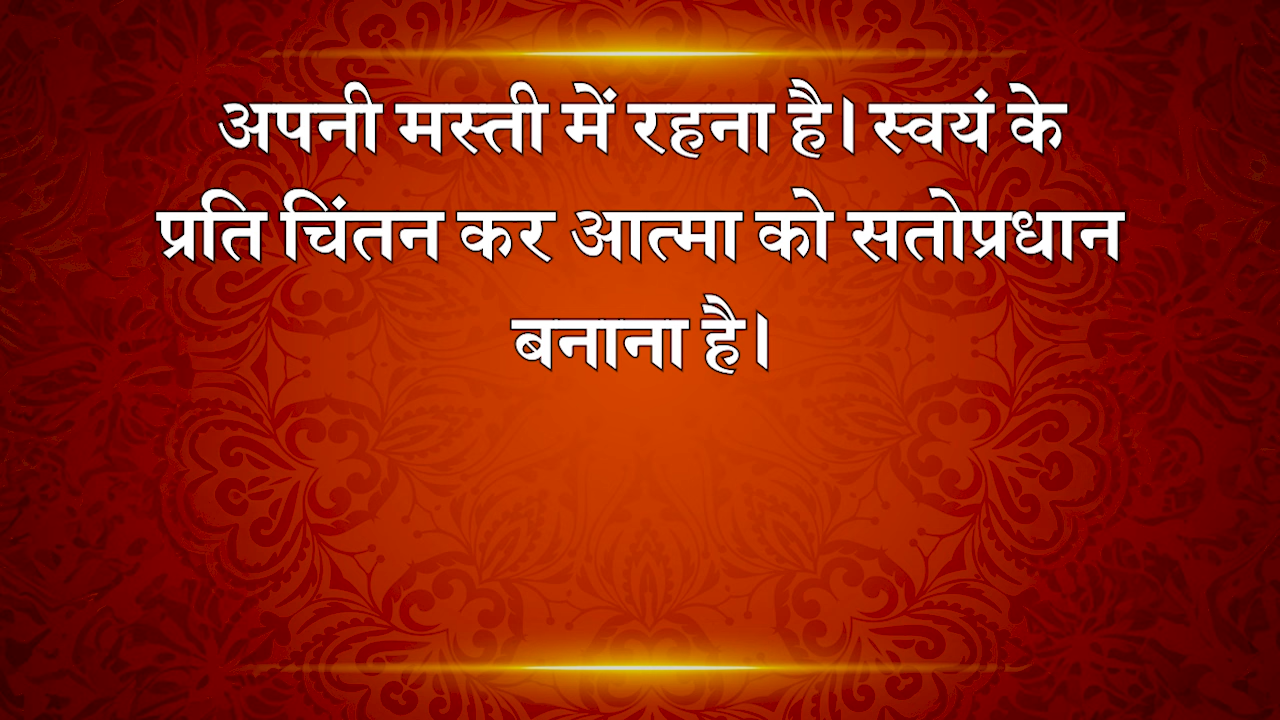 अपनी मस्ती में रहना है। स्वयं के
प्रति चिंतन कर आत्मा को सतोप्रधान
बनाना है।